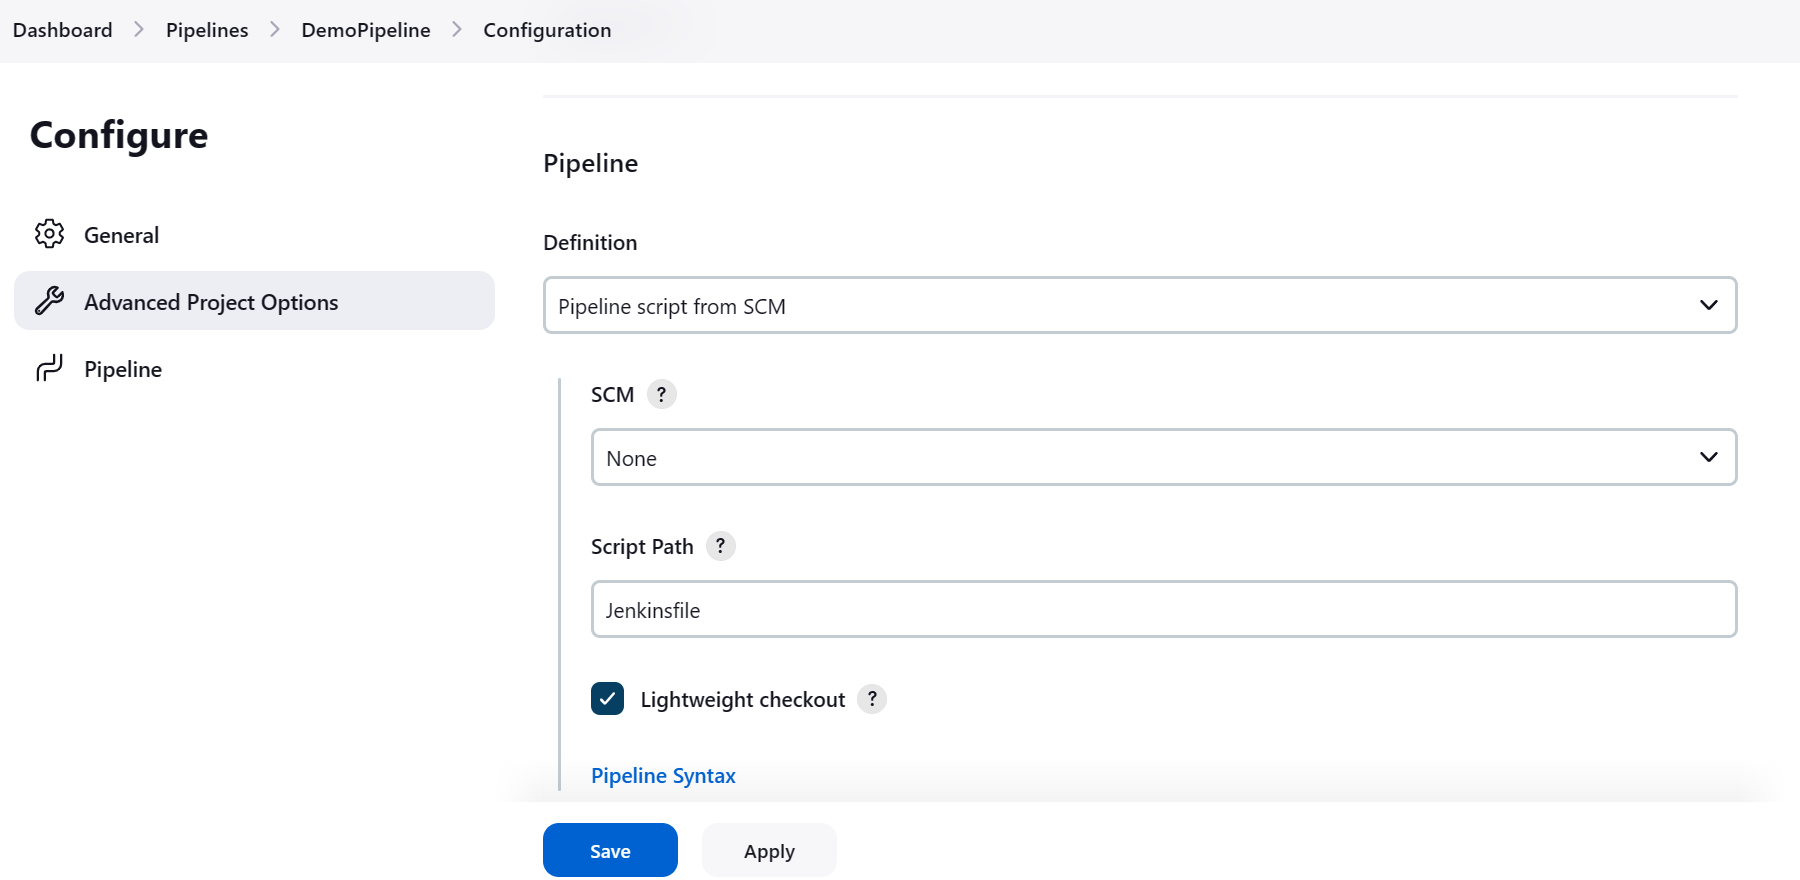 Dashboard > Pipelines > DemoPipeline > Configuration
Configure
General
Advanced Project Options
Pipeline
Pipeline
Definition
Pipeline script from SCM
SCM ?
None
Script Path ?
Jenkinsfile
Lightweight checkout ?
Pipeline Syntax
Save Apply